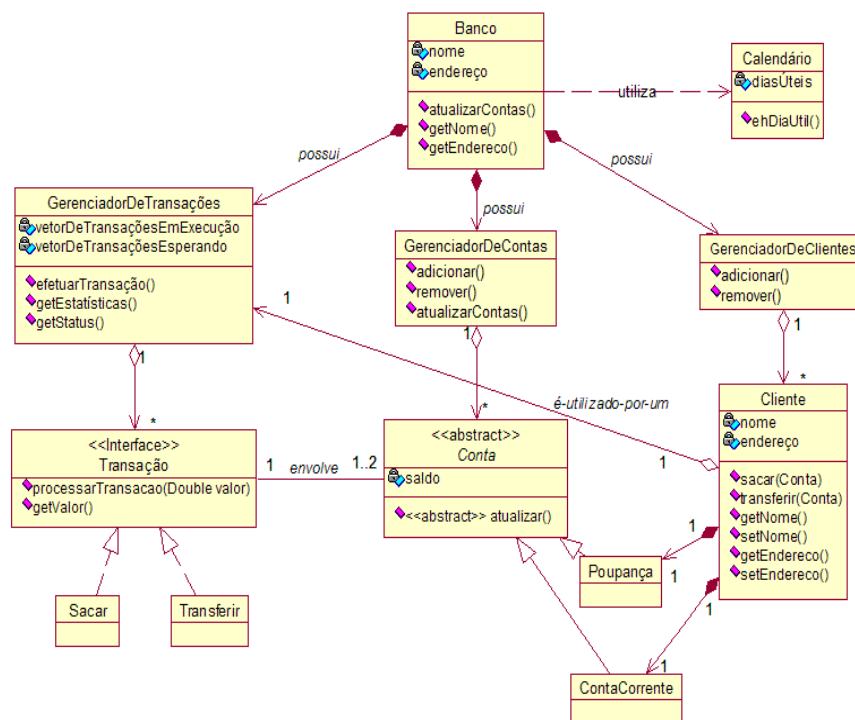 Banco
nome
endereço
atualizarContas()
getNome()
getEndereco()
utiliza
Calendário
diasÚteis
ehDiaUtil()
possui
possui
possui
GerenciadorDeTransações
vetorDeTransaçõesEmExecução
vetorDeTransaçõesEsperando
efetuarTransação()
getEstatísticas()
getStatus()
GerenciadorDeContas
adicionar()
remover()
atualizarContas()
GerenciadorDeClientes
adicionar()
remover()
1
1
1
1
*
*
*
é-utilizado-por-um
1
<<Interface>>
Transação
processarTransacao(Double valor)
getValor()
1 envolve 1..2
<<abstract>>
Conta
saldo
<<abstract>> atualizar()
Cliente
nome
endereço
sacar(Conta)
transferír(Conta)
getNome()
setNome()
getEndereco()
setEndereco()
1
1
1
1
Sacar
Transferir
Poupança
ContaCorrente